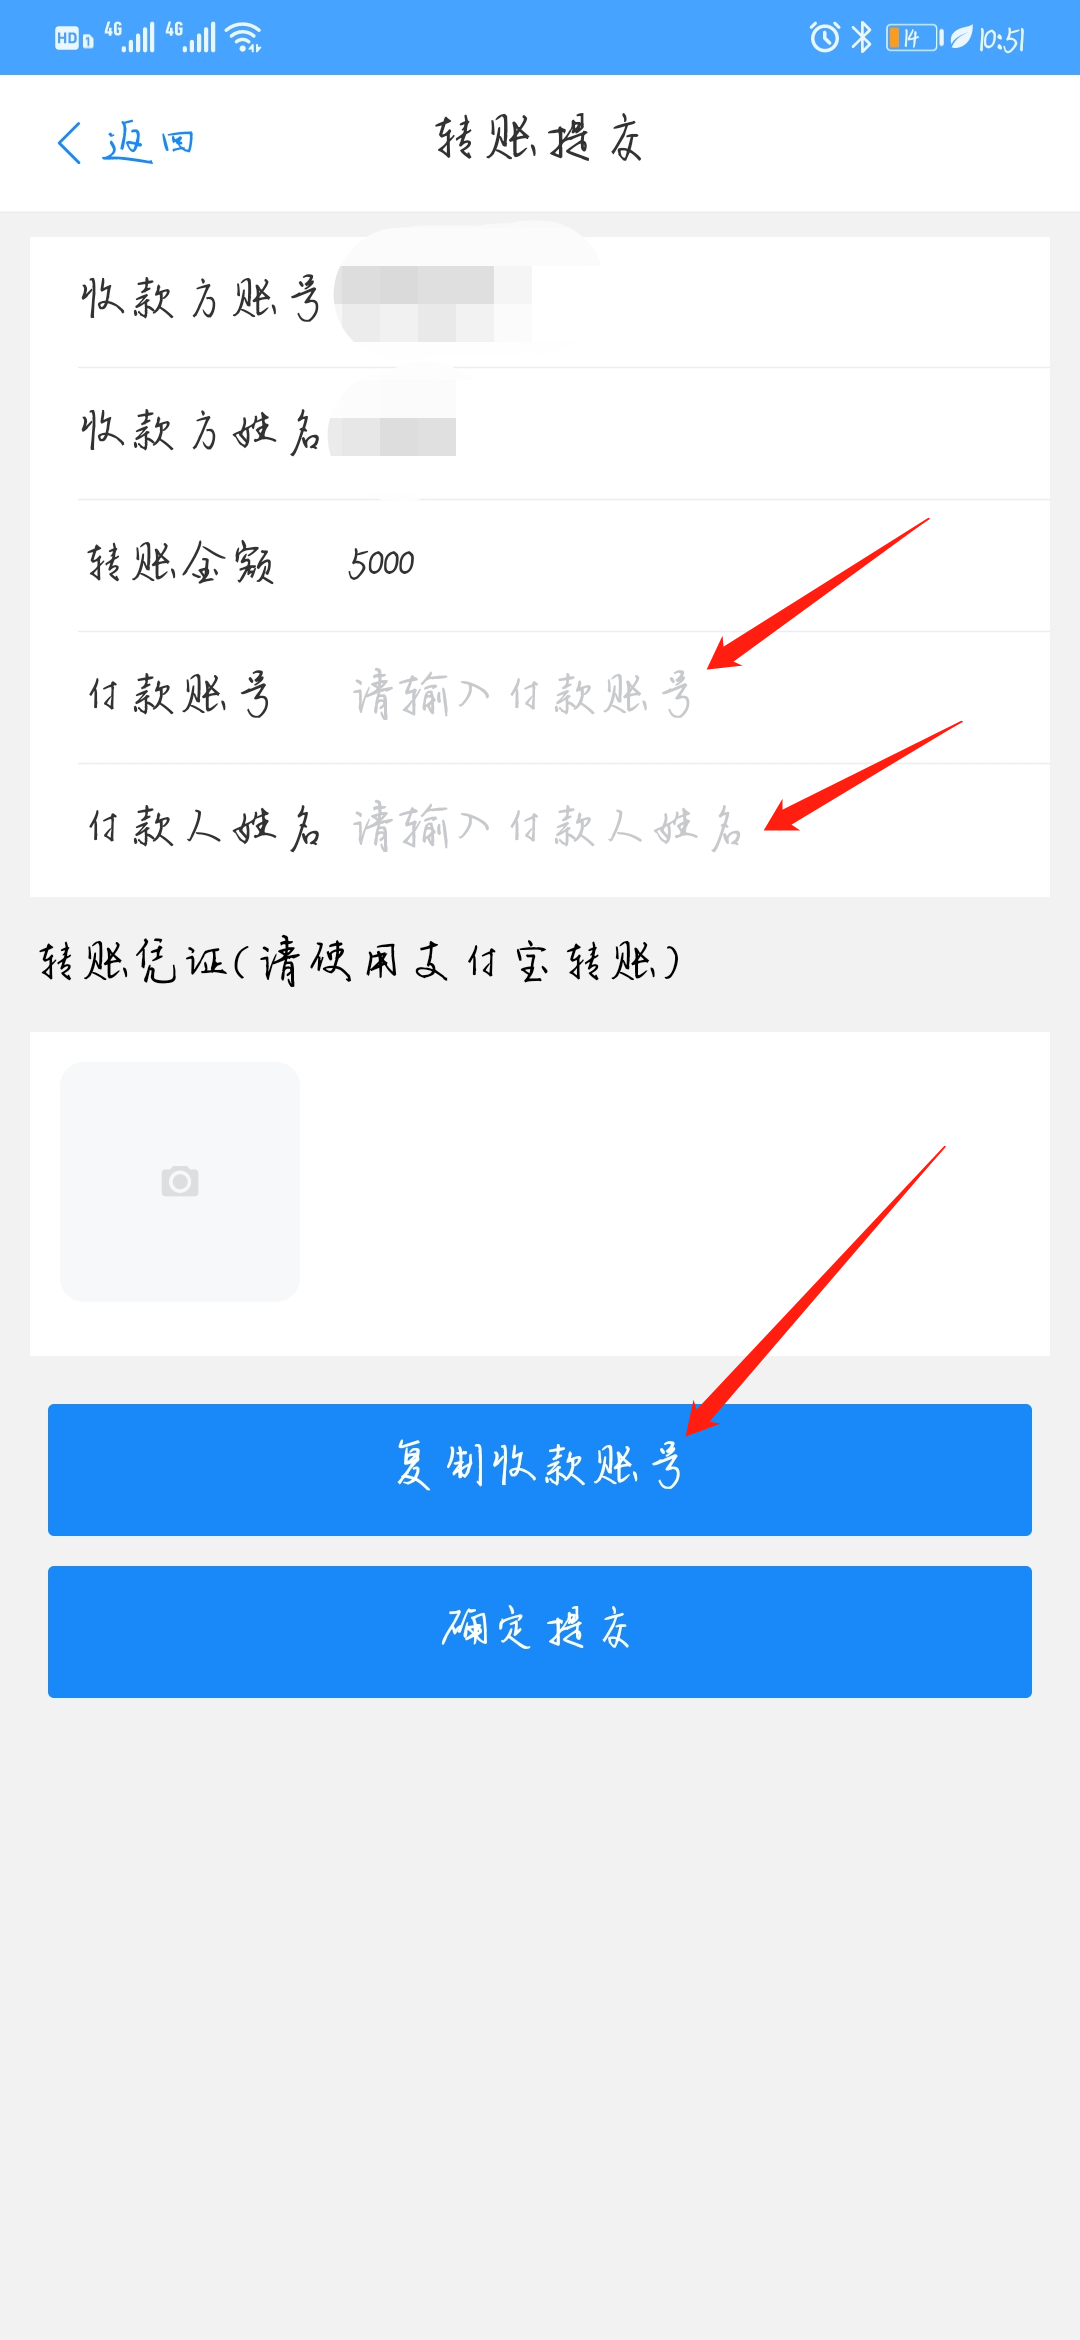 HD 1 4G 4G 14 10:51
返回 转账提交
收款方账号
收款方姓名
转账金额 5000
付款账号 请输入付款账号
付款人姓名 请输入付款人姓名
转账凭证(请使用支付宝转账)
复制收款账号
确定提交